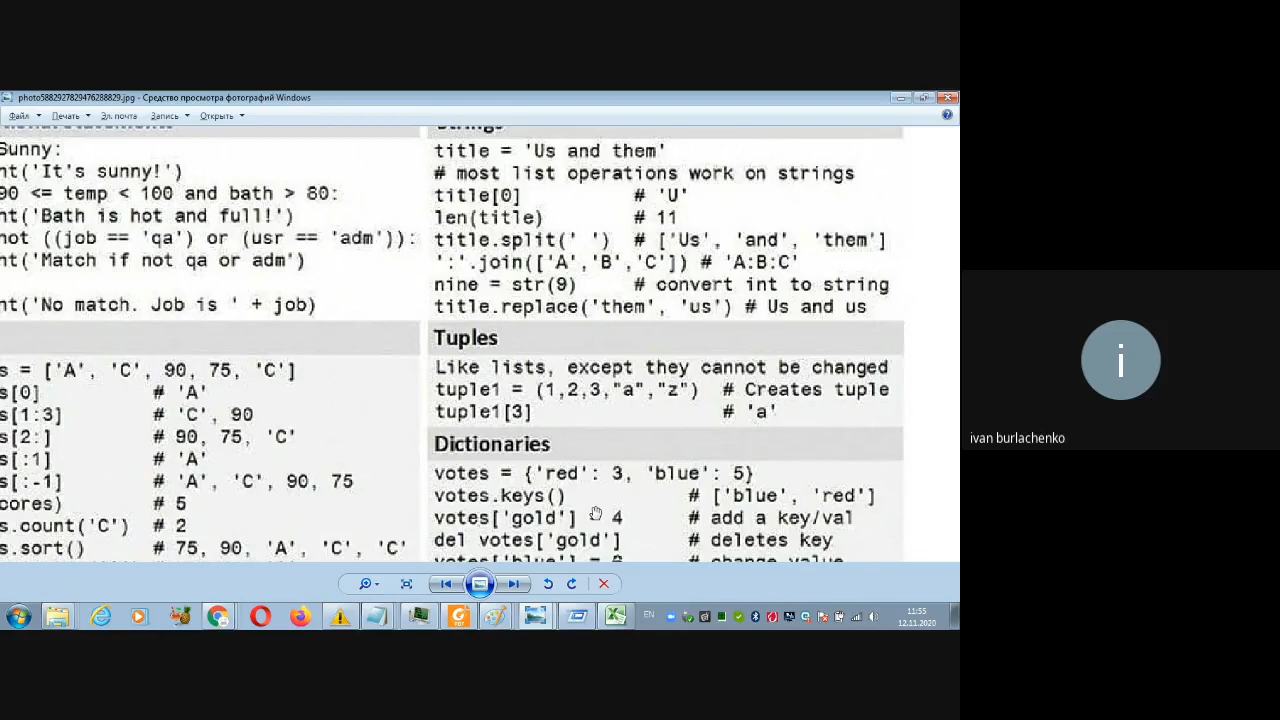 photo5882927829476288829.jpg - Средство просмотра фотографий Windows
Файл Печать Эл. почта Запись Открыть
Sunny:
nt('It's sunny!')
90 <= temp < 100 and bath > 80:
nt('Bath is hot and full!')
not ((job == 'qa') or (usr == 'adm')):
nt('Match if not qa or adm')
nt('No match. Job is ' + job)
s = ['A', 'C', 90, 75, 'C']
s[0] # 'A'
s[1:3] # 'C', 90
s[2:] # 90, 75, 'C'
s[:1] # 'A'
s[:-1] # 'A', 'C', 90, 75
cores) # 5
s.count('C') # 2
s.sort() # 75, 90, 'A', 'C', 'C'
Strings
title = 'Us and them'
# most list operations work on strings
title[0] # 'U'
len(title) # 11
title.split(' ') # ['Us', 'and', 'them']
':'.join(['A','B','C']) # 'A:B:C'
nine = str(9) # convert int to string
title.replace('them', 'us') # Us and us
Tuples
Like lists, except they cannot be changed
tuple1 = (1,2,3,"a","z") # Creates tuple
tuple1[3] # 'a'
Dictionaries
votes = {'red': 3, 'blue': 5}
votes.keys() # ['blue', 'red']
votes['gold'] 4 # add a key/val
del votes['gold'] # deletes key
votes['blue'] = # change value
EN
11:55
12.11.2020
i
ivan burlachenko